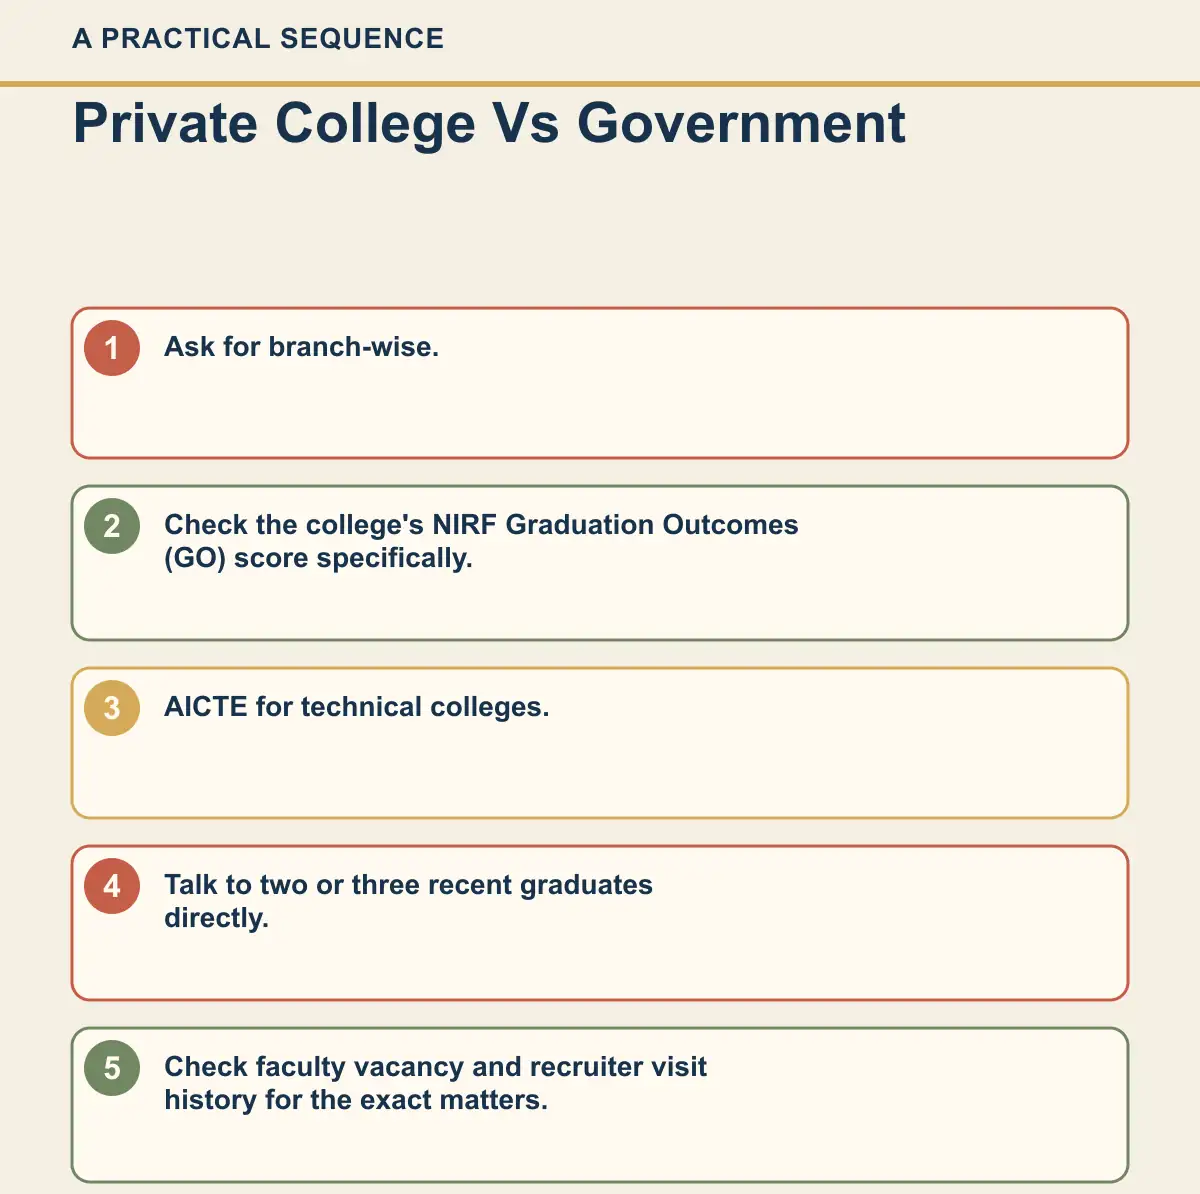 A PRACTICAL SEQUENCE
Private College Vs Government
1
Ask for branch-wise.
2
Check the college's NIRF Graduation Outcomes
(GO) score specifically.
3
AICTE for technical colleges.
4
Talk to two or three recent graduates
directly.
5
Check faculty vacancy and recruiter visit
history for the exact matters.